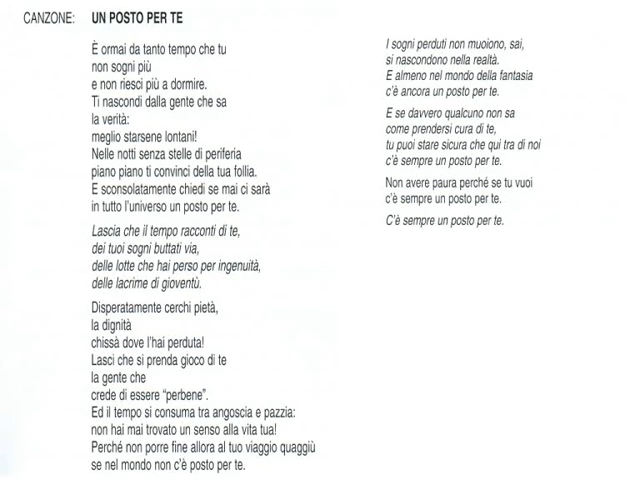 CANZONE: UN POSTO PER TE
È ormai da tanto tempo che tu
non sogni più
e non riesci più a dormire.
Ti nascondi dalla gente che sa
la verità:
meglio starsene lontani!
Nelle notti senza stelle di periferia
piano piano ti convinci della tua follia.
E sconsolatamente chiedi se mai ci sarà
in tutto l'universo un posto per te.
Lascia che il tempo racconti di te,
dei tuoi sogni buttati via,
delle lotte che hai perso per ingenuità,
delle lacrime di gioventù.
Disperatamente cerchi pietà,
la dignità
chissà dove l'hai perduta!
Lasci che si prenda gioco di te
la gente che
crede di essere "perbene".
Ed il tempo si consuma tra angoscia e pazzia:
non hai mai trovato un senso alla vita tua!
Perché non porre fine allora al tuo viaggio quaggiù
se nel mondo non c'è posto per te.
I sogni perduti non muoiono, sai,
si nascondono nella realtà.
E almeno nel mondo della fantasia
c'è ancora un posto per te.
E se davvero qualcuno non sa
come prendersi cura di te,
tu puoi stare sicura che qui tra di noi
c'è sempre un posto per te.
Non avere paura perché se tu vuoi
c'è sempre un posto per te.
C'è sempre un posto per te.